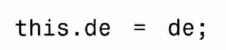 this.de = de;